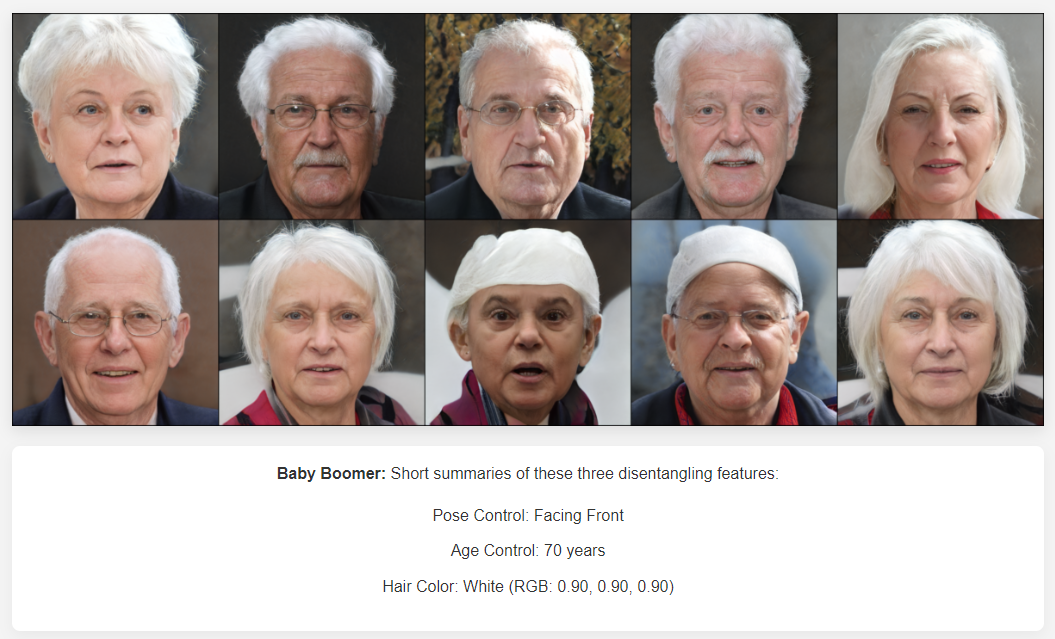 Baby Boomer: Short summaries of these three disentangling features:
Pose Control: Facing Front
Age Control: 70 years
Hair Color: White (RGB: 0.90, 0.90, 0.90)